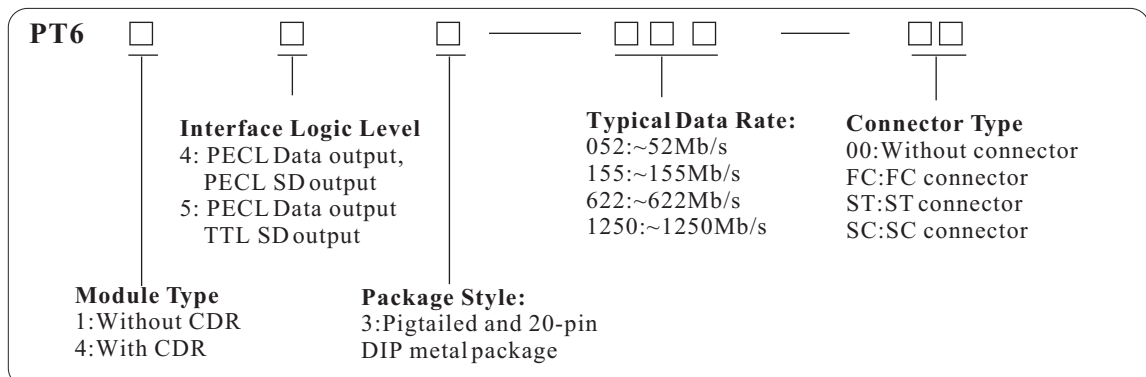 PT6 □ □ □ — □ □ □ — □□
Interface Logic Level
4: PECL Data output,
PECL SD output
5: PECL Data output
TTL SD output
Typical Data Rate:
052:~52Mb/s
155:~155Mb/s
622:~622Mb/s
1250:~1250Mb/s
Connector Type
00:Without connector
FC:FC connector
ST:ST connector
SC:SC connector
Module Type
1:Without CDR
4:With CDR
Package Style:
3:Pigtailed and 20-pin
DIP metal package